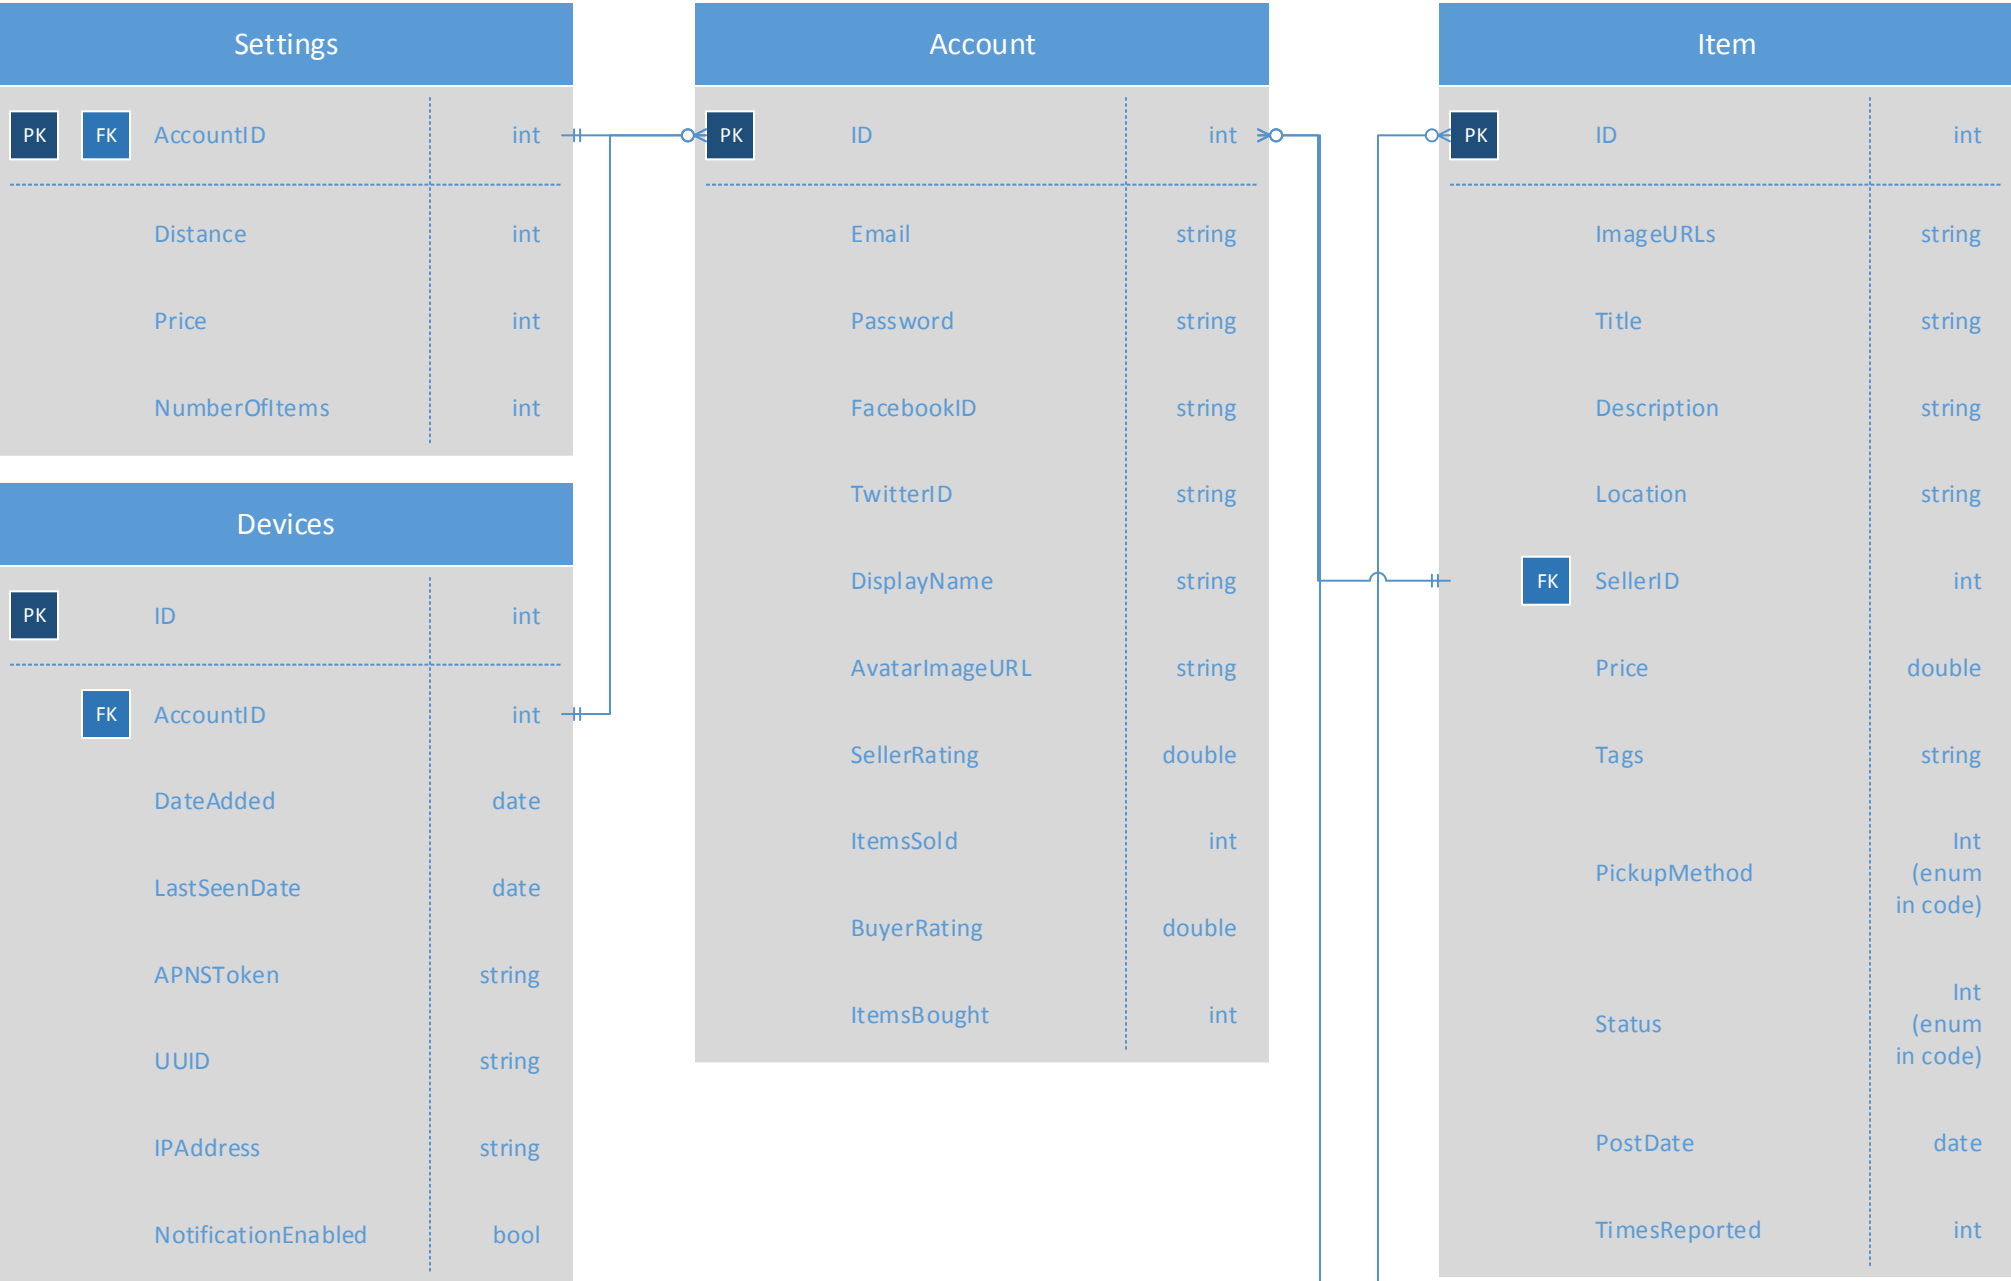 Settings
PK FK AccountID int
Distance int
Price int
NumberOfItems int
Devices
PK ID int
FK AccountID int
DateAdded date
LastSeenDate date
APNSToken string
UUID string
IPAddress string
NotificationEnabled bool
Account
PK ID int
Email string
Password string
FacebookID string
TwitterID string
DisplayName string
AvatarImageURL string
SellerRating double
ItemsSold int
BuyerRating double
ItemsBought int
Item
PK ID int
ImageURLs string
Title string
Description string
Location string
FK SellerID int
Price double
Tags string
PickupMethod Int
(enum
in code)
Status Int
(enum
in code)
PostDate date
TimesReported int